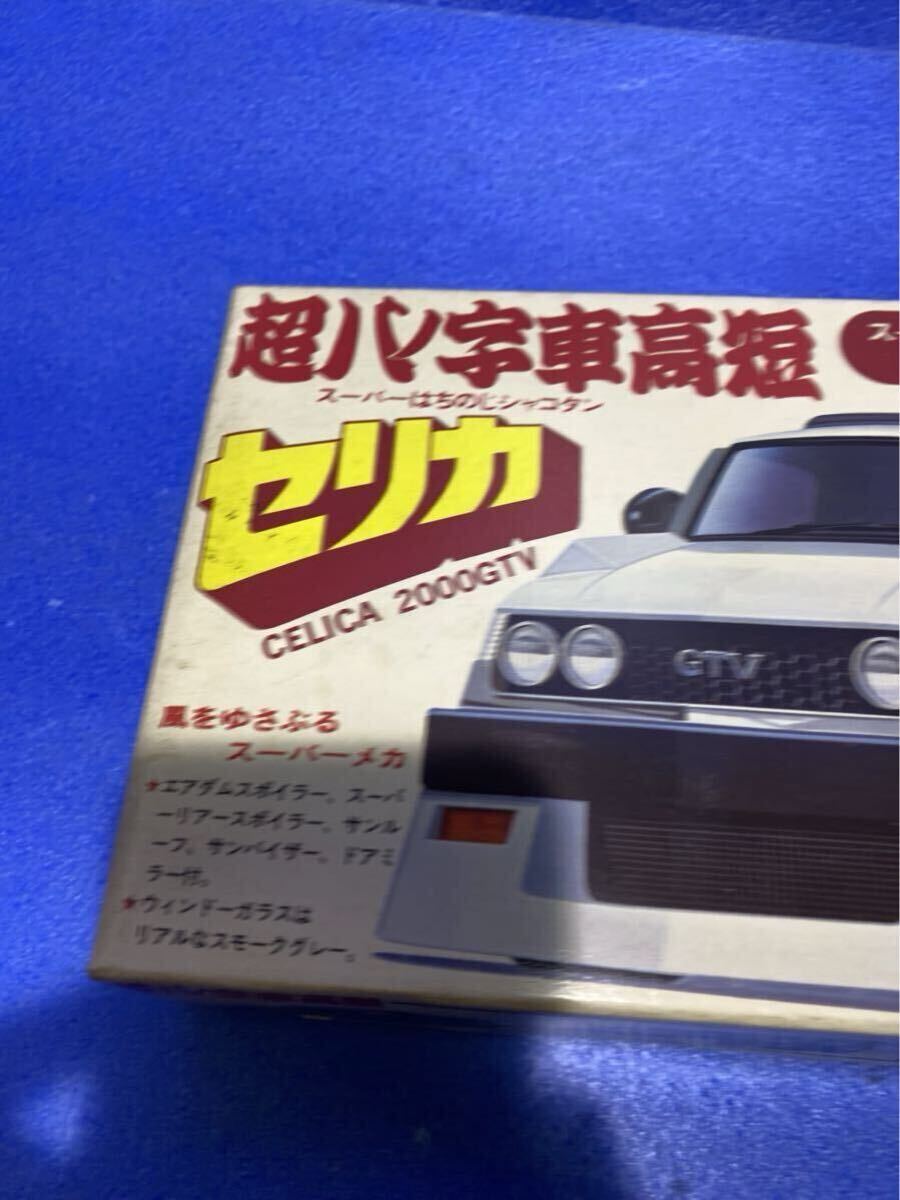 超ハの字車高短
スーパーはちのじシャコタン
セリカ
CELICA 2000GTV
GTV
風をゆさぶる
スーパーメカ
★エアダムスポイラー、スーパ
ーリアースポイラー、サンル
ーフ、サンバイザー、ドアミ
ラー付。
★ウィンドーガラスは
リアルなスモークグレー。